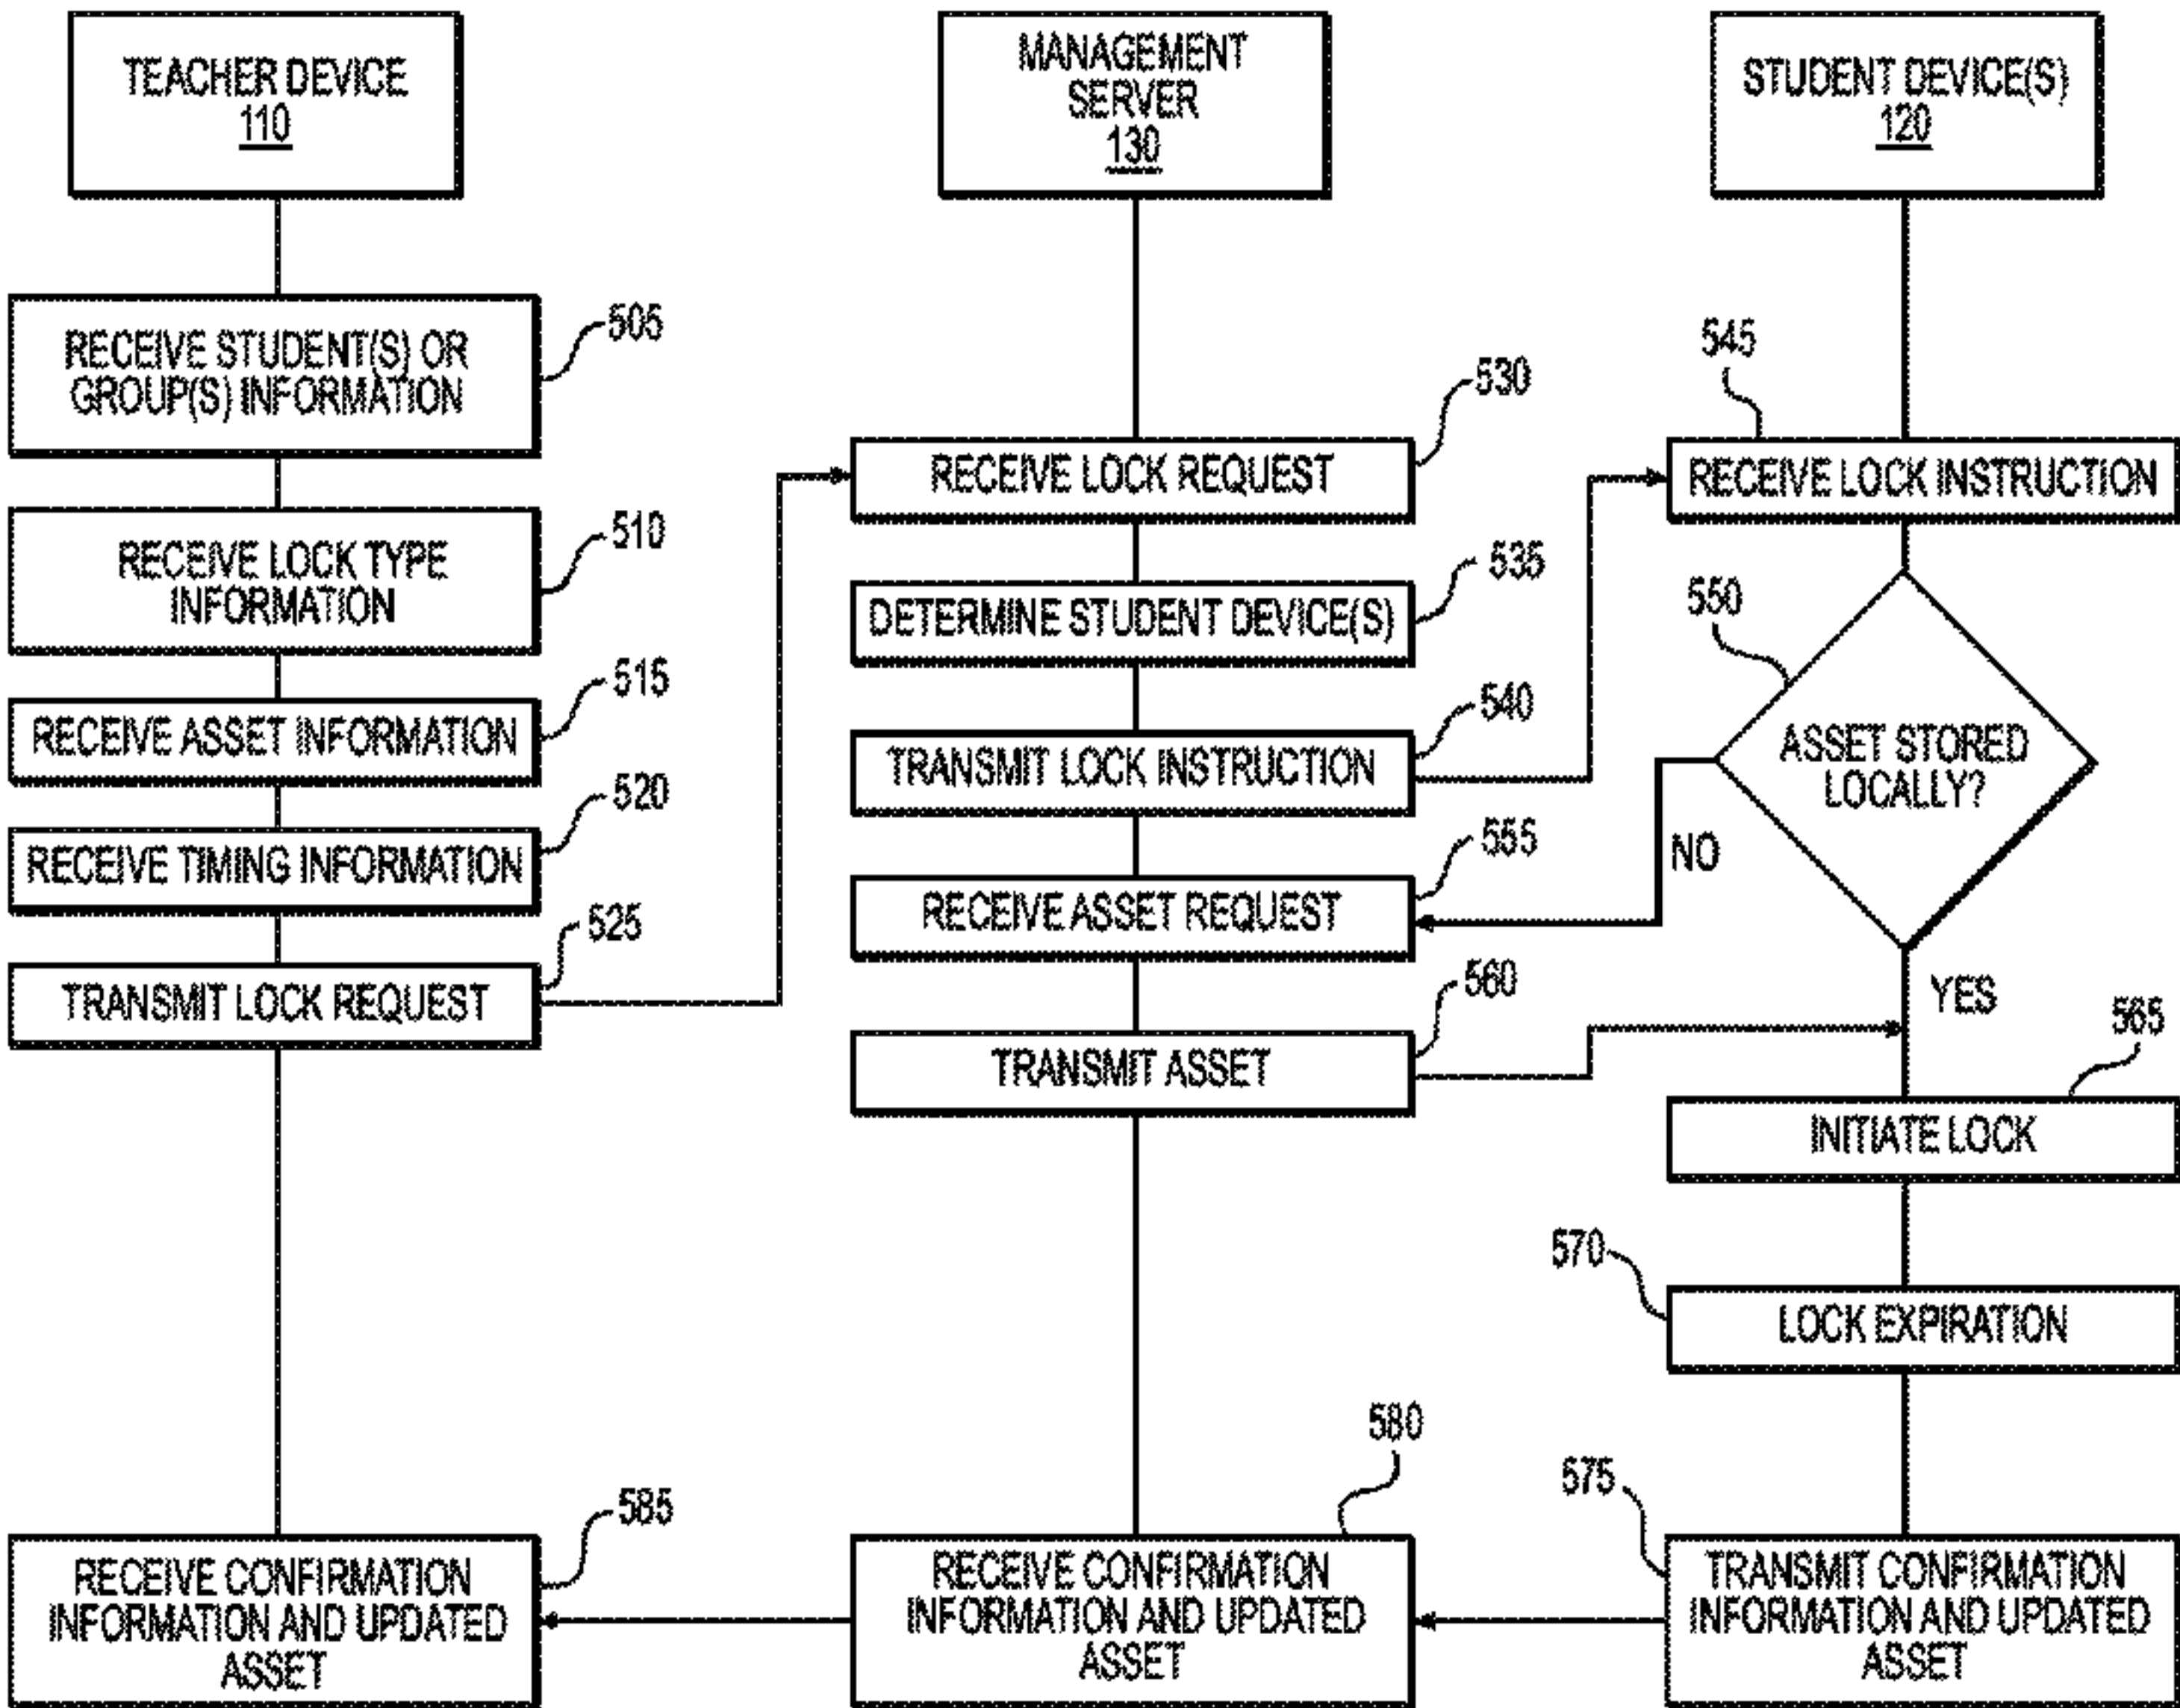 TEACHER DEVICE
110
MANAGEMENT
SERVER
130
STUDENT DEVICE(S)
120
RECEIVE STUDENT(S) OR
GROUP(S) INFORMATION
505
RECEIVE LOCK TYPE
INFORMATION
510
RECEIVE ASSET INFORMATION
515
RECEIVE TIMING INFORMATION
520
TRANSMIT LOCK REQUEST
525
RECEIVE LOCK REQUEST
530
DETERMINE STUDENT DEVICE(S)
535
TRANSMIT LOCK INSTRUCTION
540
RECEIVE ASSET REQUEST
555
TRANSMIT ASSET
560
545
RECEIVE LOCK INSTRUCTION
550
ASSET STORED
LOCALLY?
NO
YES
565
INITIATE LOCK
570
LOCK EXPIRATION
575
TRANSMIT CONFIRMATION
INFORMATION AND UPDATED
ASSET
580
RECEIVE CONFIRMATION
INFORMATION AND UPDATED
ASSET
585
RECEIVE CONFIRMATION
INFORMATION AND UPDATED
ASSET